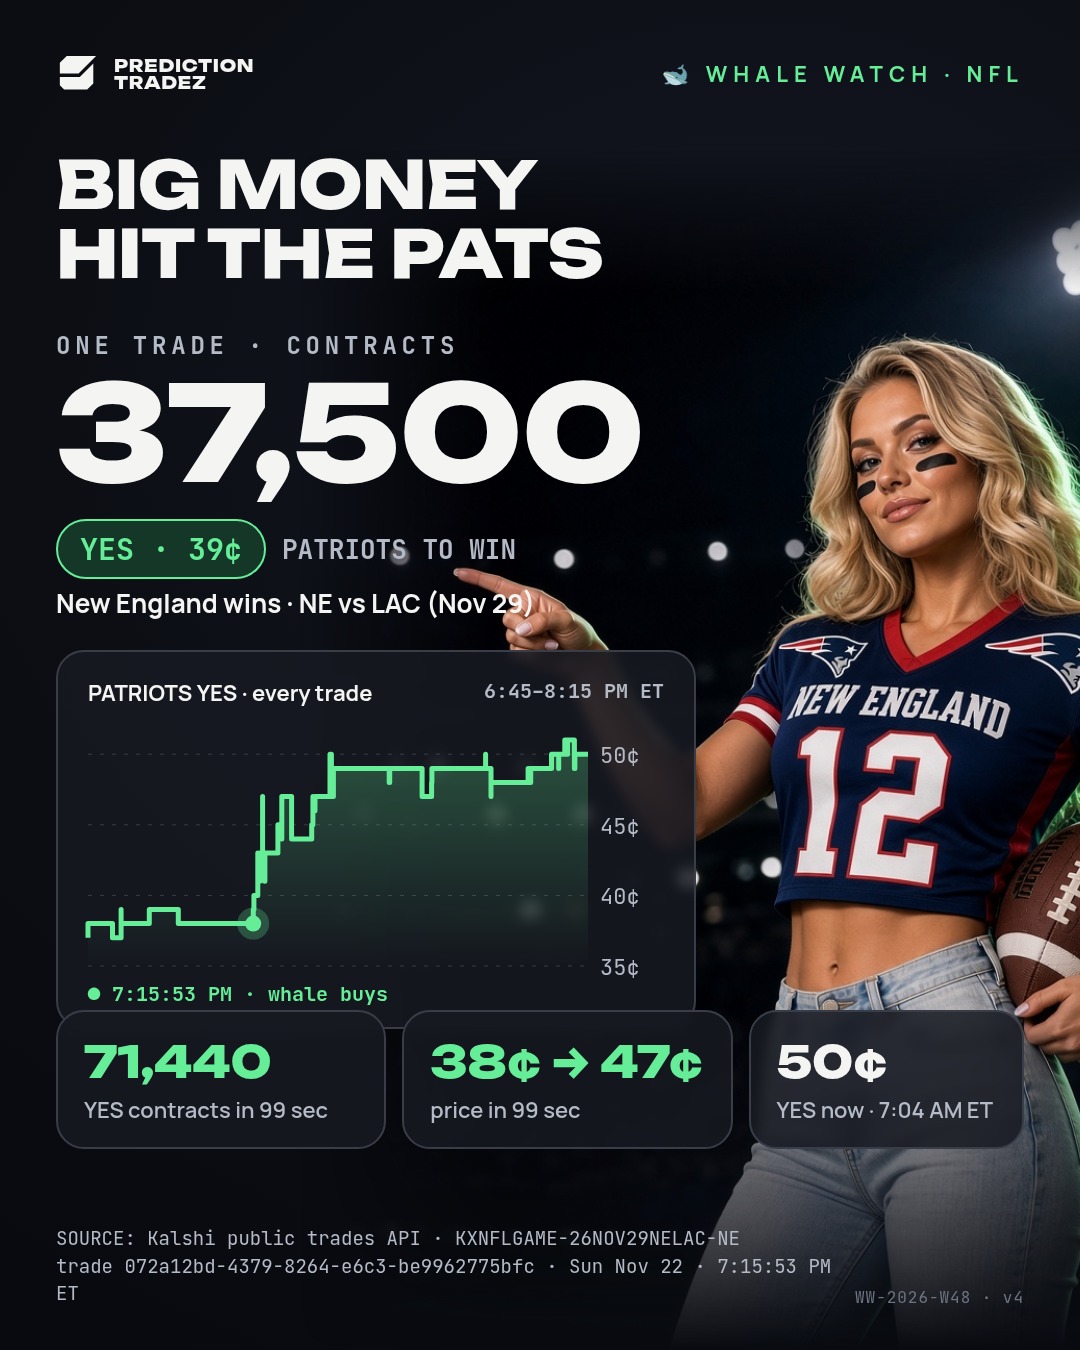 PREDICTION
TRADEZ
🐋 WHALE WATCH · NFL
BIG MONEY
HIT THE PATS
ONE TRADE · CONTRACTS
37,500
YES · 39¢ PATRIOTS TO WIN
New England wins · NE vs LAC (Nov 29)
PATRIOTS YES · every trade 6:45–8:15 PM ET
50¢
45¢
40¢
35¢
7:15:53 PM · whale buys
NEW ENGLAND
12
71,440
YES contracts in 99 sec
38¢ → 47¢
price in 99 sec
50¢
YES now · 7:04 AM ET
SOURCE: Kalshi public trades API · KXNFLGAME-26NOV29NELAC-NE
trade 072a12bd-4379-8264-e6c3-be9962775bfc · Sun Nov 22 · 7:15:53 PM
ET
WW-2026-W48 · v4